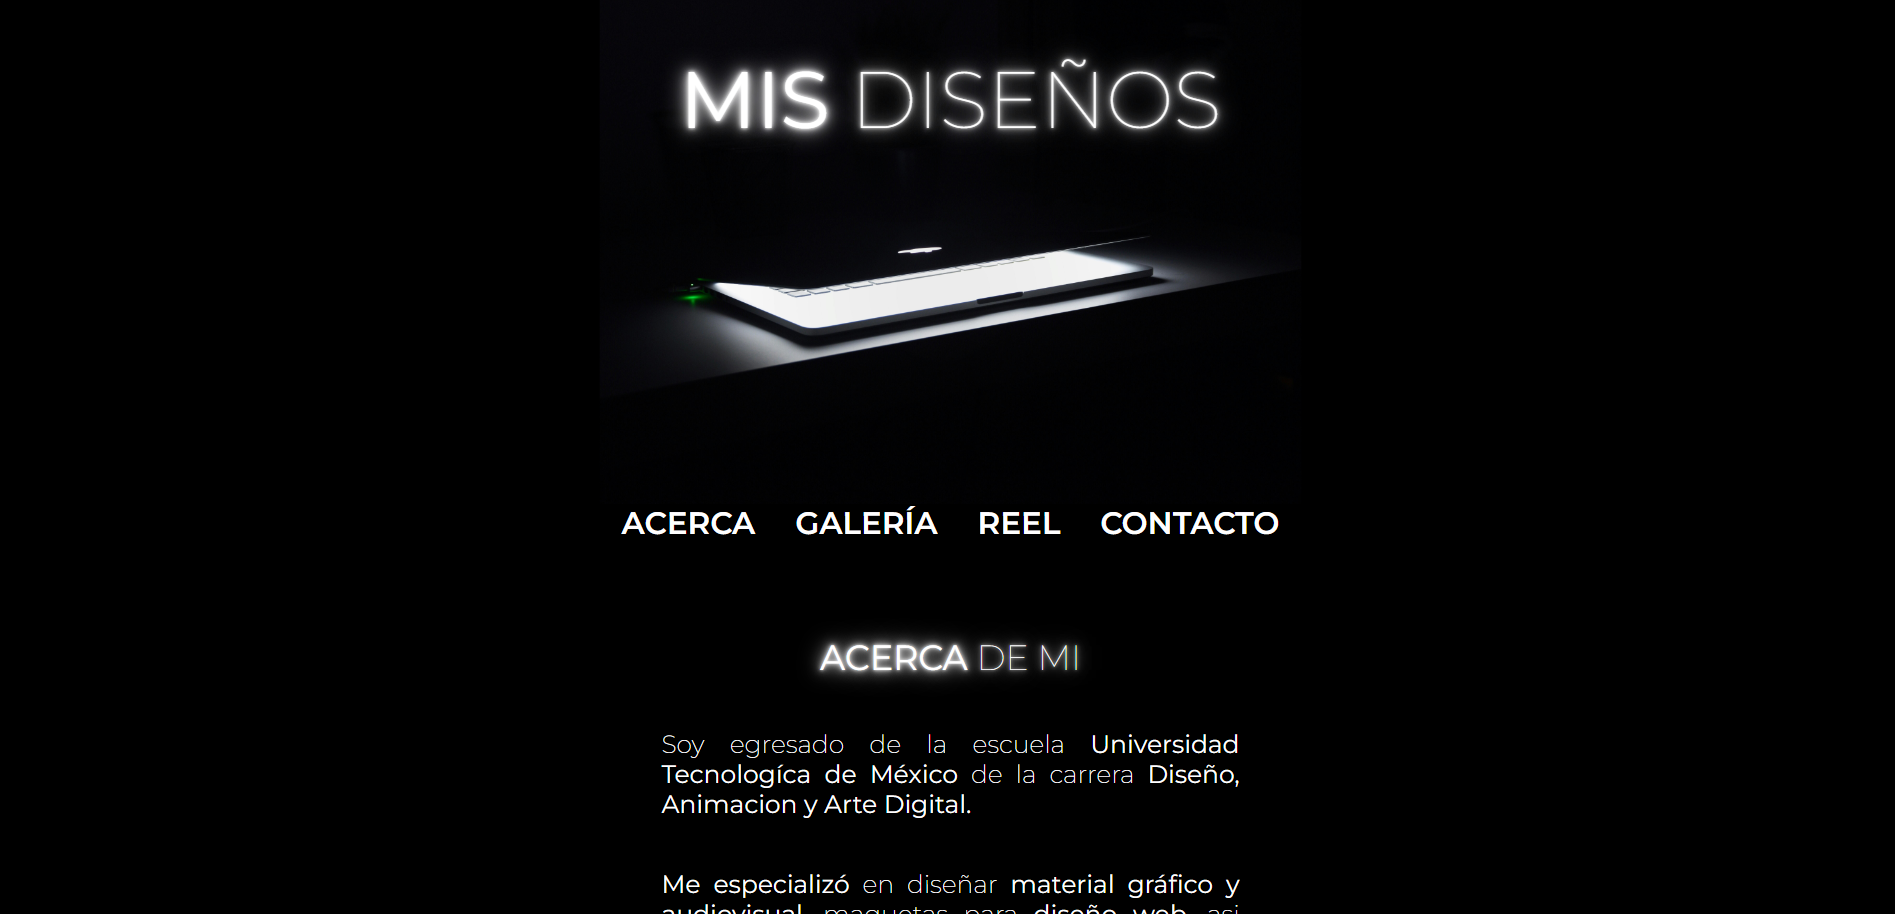 MIS DISEÑOS
ACERCA GALERÍA REEL CONTACTO
ACERCA DE MI
Soy egresado de la escuela Universidad
Tecnologíca de México de la carrera Diseño,
Animacion y Arte Digital.
Me especializó en diseñar material gráfico y
audiovisual, maquetas para diseño web, asi